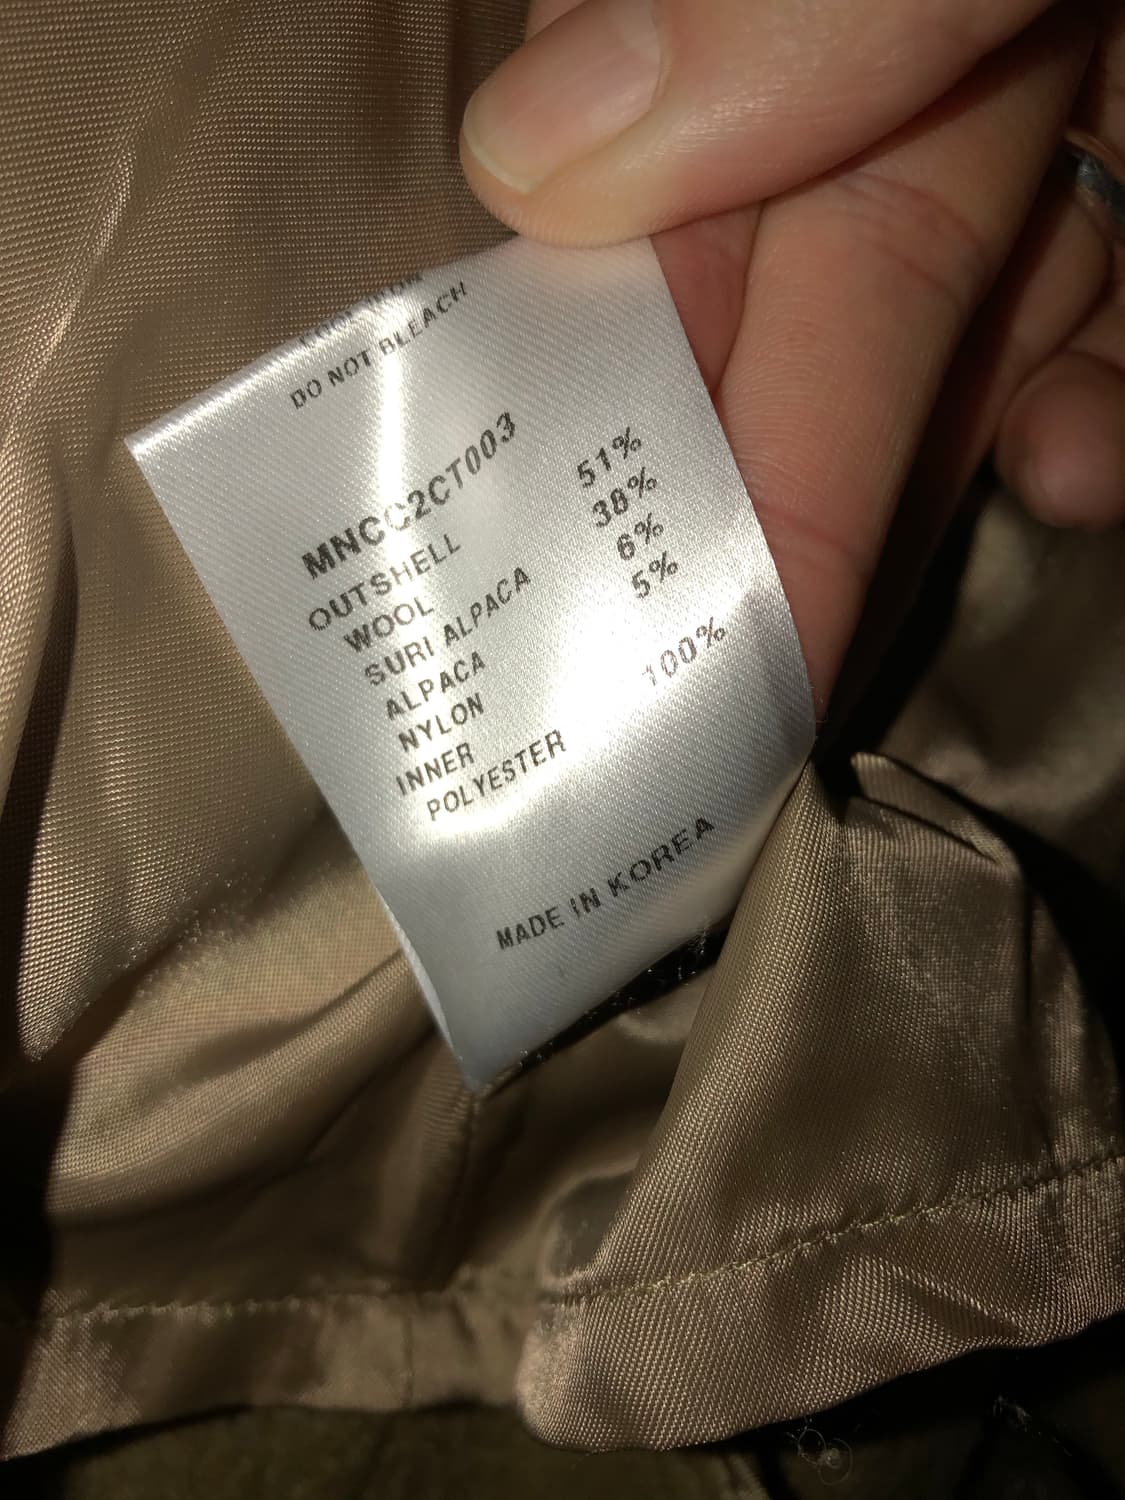 DO NOT BLEACH
MNCC2CT003
OUTSHELL
WOOL 51%
SURI ALPACA 38%
ALPACA 6%
NYLON 5%
INNER
POLYESTER 100%
MADE IN KOREA